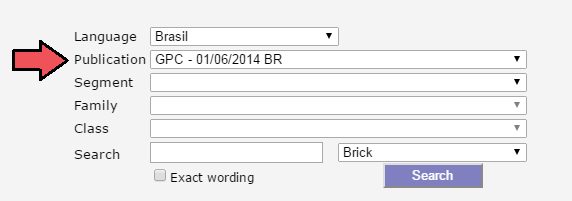 Language Brasil
Publication GPC - 01/06/2014 BR
Segment
Family
Class
Search Brick
Exact wording Search